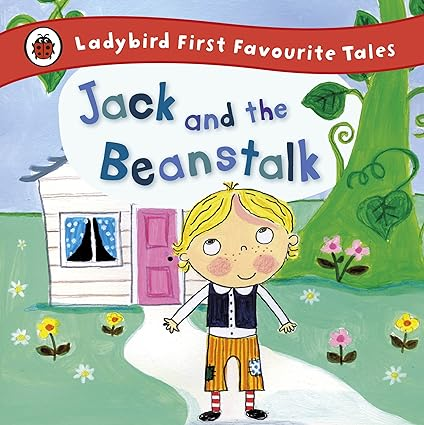 Ladybird First Favourite Tales
Jack and the
Beanstalk